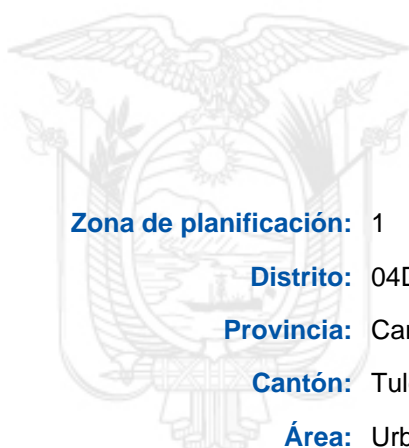 Zona de planificación: 1
Distrito: 04D
Provincia: Car
Cantón: Tul
Área: Urb